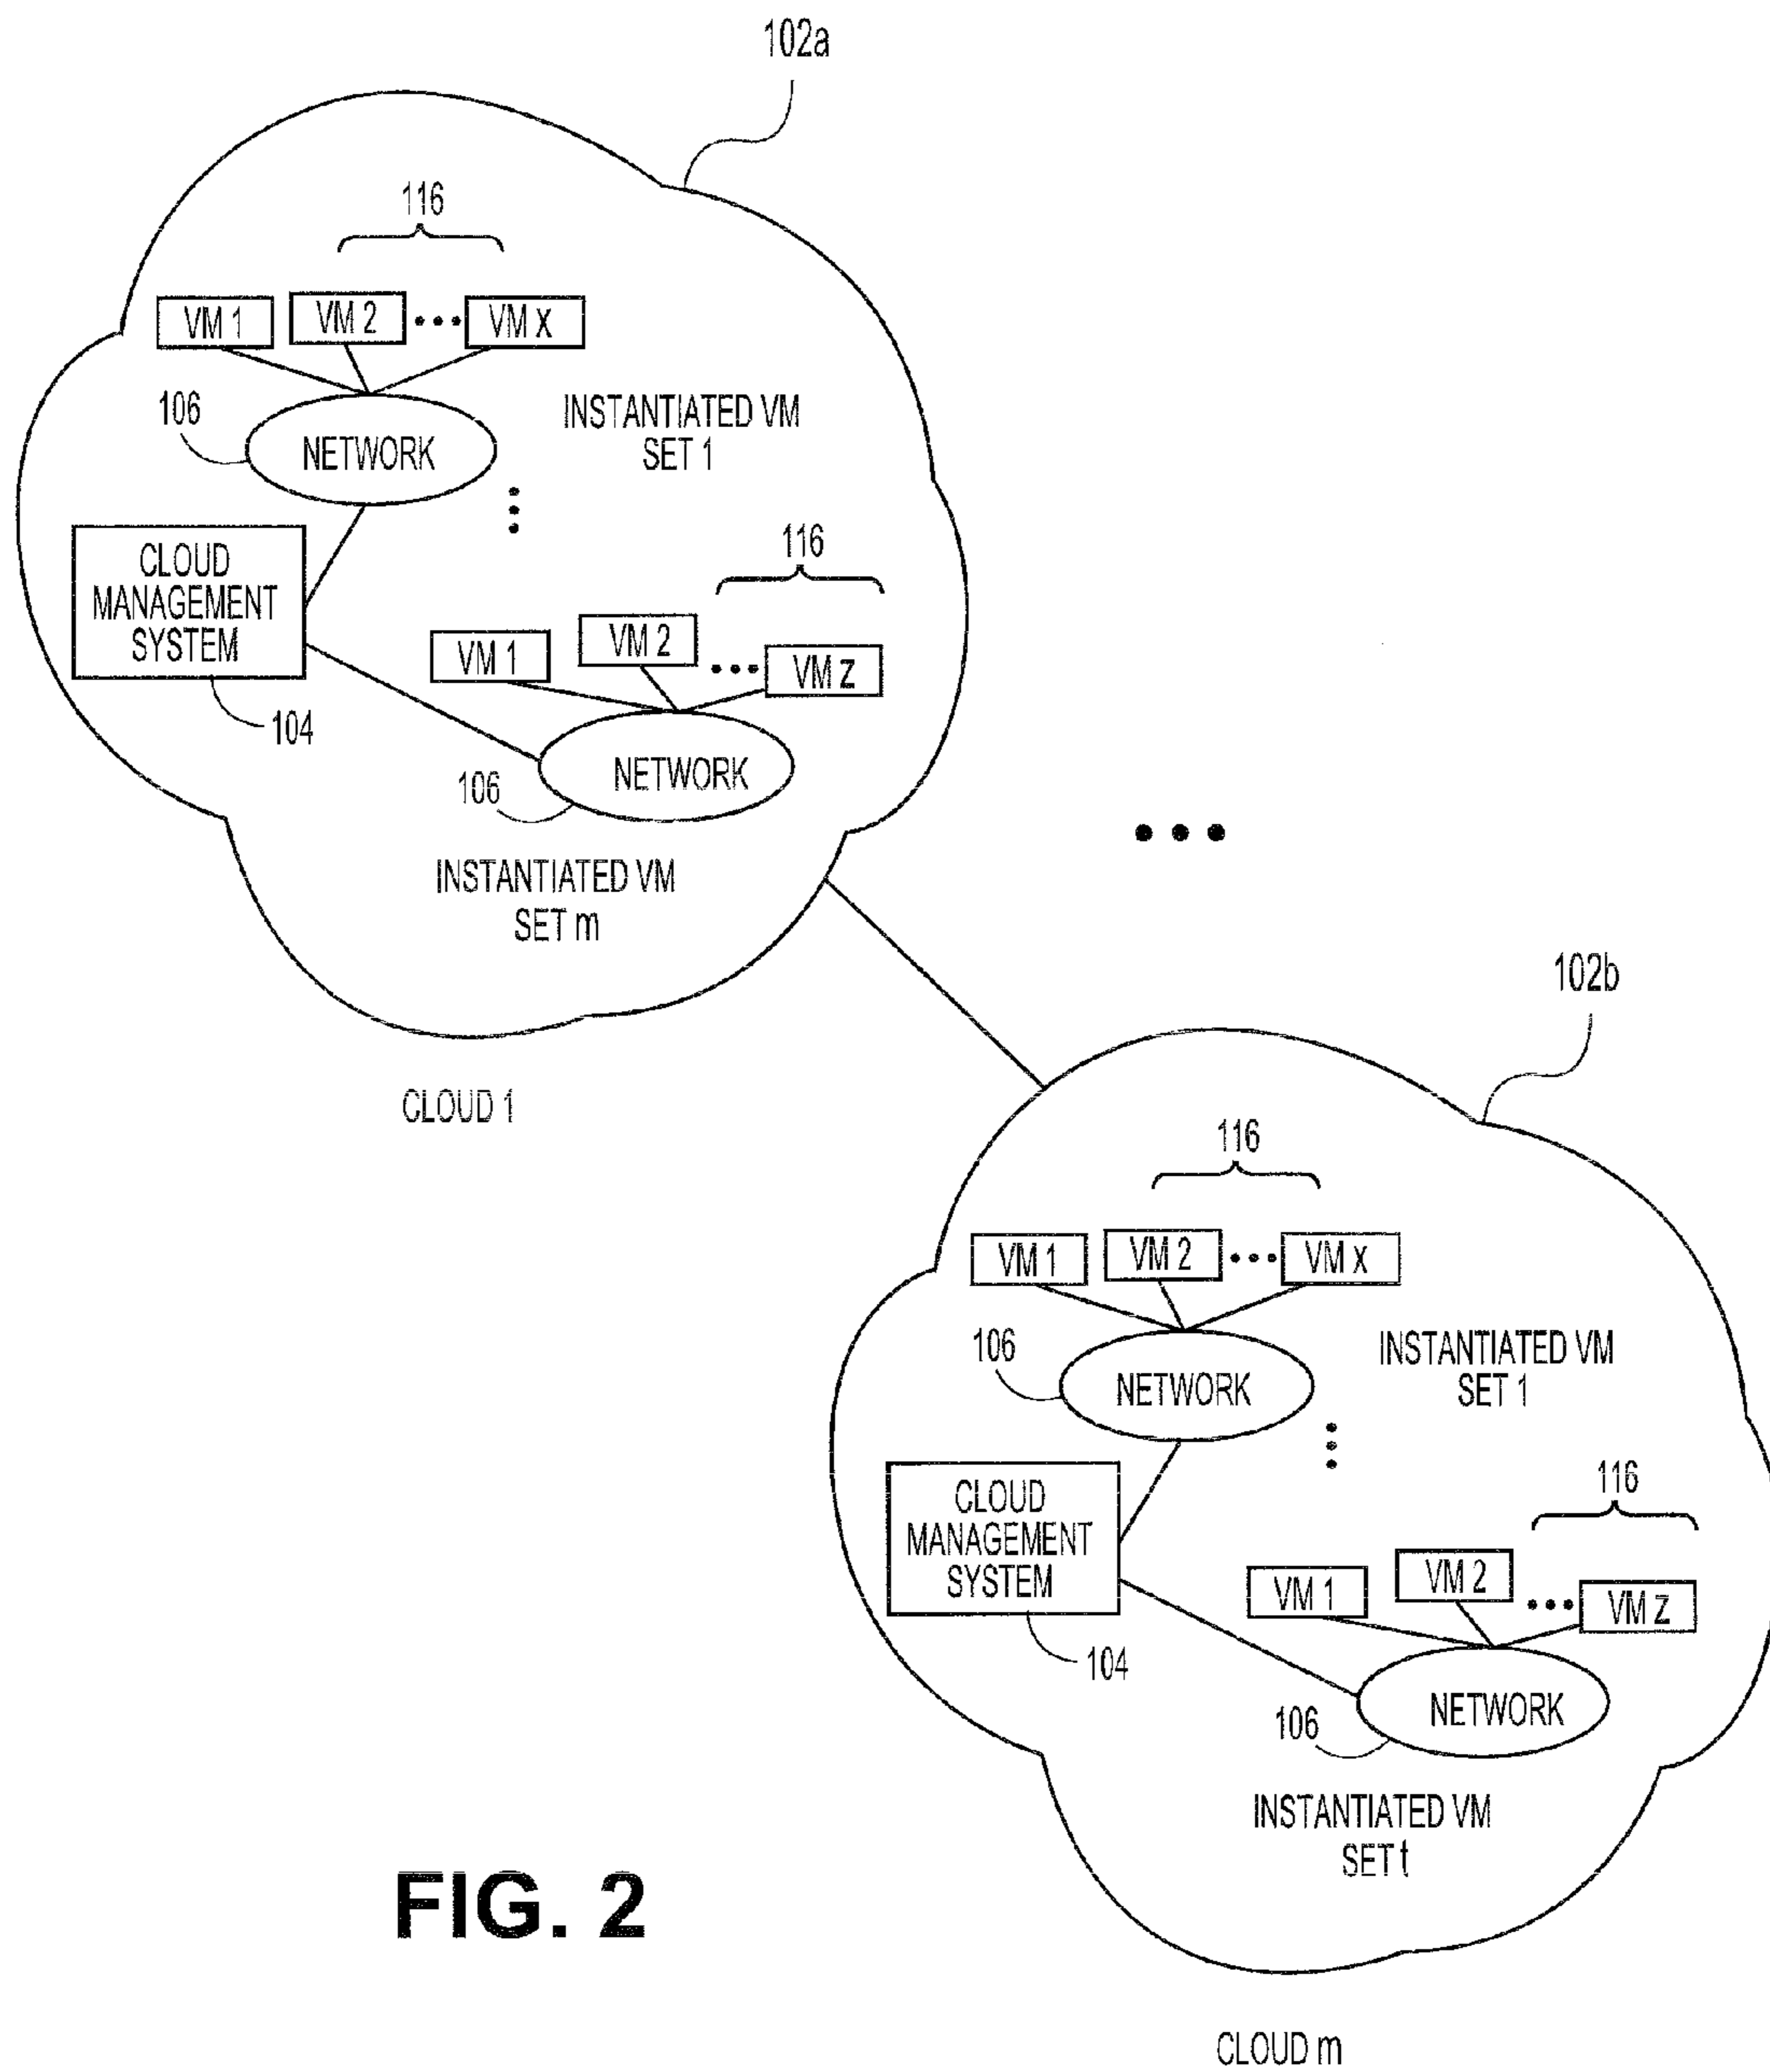 102a
116
VM 1
VM 2
VM x
106
NETWORK
INSTANTIATED VM
SET 1
CLOUD
MANAGEMENT
SYSTEM
104
116
VM 1
VM 2
VM z
NETWORK
106
INSTANTIATED VM
SET m
CLOUD 1
102b
116
VM 1
VM 2
VM x
106
NETWORK
INSTANTIATED VM
SET 1
CLOUD
MANAGEMENT
SYSTEM
104
116
VM 1
VM 2
VM z
NETWORK
106
INSTANTIATED VM
SET t
FIG. 2
CLOUD m